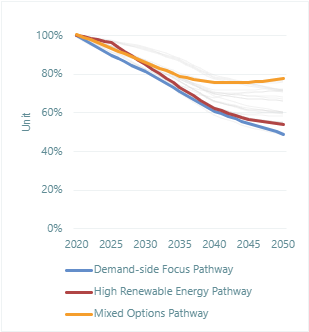 100%
80%
60%
40%
20%
0%
Unit
2020 2025 2030 2035 2040 2045 2050
Demand-side Focus Pathway
High Renewable Energy Pathway
Mixed Options Pathway